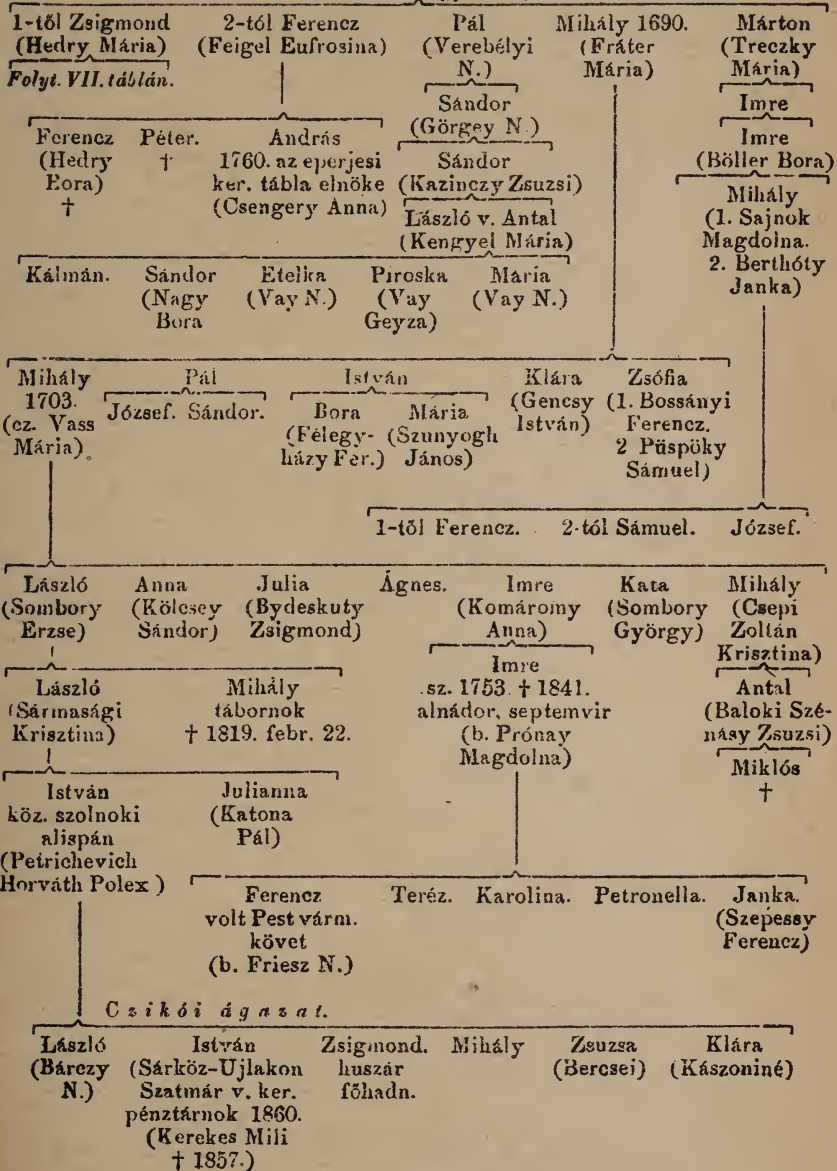 1-től Zsigmond 2-tól Ferencz Pál Mihály 1690. Márton
(Hedry Mária) (Feigel Eufrosina) (Verebélyi (Fráter (Treczky
N.) Mária) Mária)
Folyt. VII. táblán.
Sándor Imre
(Görgey N.)
Ferencz Péter. András Imre
(Hedry † 1760. az eperjesi Sándor (Böller Bora)
Bora) ker. tábla elnöke (Kazinczy Zsuzsi)
† (Csengery Anna) László v. Antal Mihály
(Kengyel Mária) (1. Sajnok
Magdolna.
Kálmán. Sándor Etelka Piroska Mária 2. Berthóty
(Nagy (Vay N.) (Vay (Vay N.) Janka)
Bora Geyza)
Mihály Pál István Klára Zsófia
1703. József. Sándor. Bora Mária (Gencsy (1. Bossányi
(cz. Vass (Félegy- (Szunyogh István) Ferencz.
Mária) házy Fer.) János) 2 Püspöky
Sámuel)
1-től Ferencz. 2-tól Sámuel. József.
László Anna Julia Ágnes. Imre Kata Mihály
(Sombory (Kölcsey (Bydeskuty (Komáromy (Sombory (Csepi
Erzse) Sándor) Zsigmond) Anna) György) Zoltán
Krisztina)
László Mihály Imre Antal
(Sármasági tábornok sz. 1753. † 1841. (Baloki Szé-
Krisztina) † 1819. febr. 22. alnádor, septemvir násy Zsuzsi)
(b. Prónay Miklós
Magdolna) †
István Julianna
köz. szolnoki (Katona
alispán Pál)
(Petrichevich
Horváth Polex)
Ferencz Teréz. Karolina. Petronella. Janka.
volt Pest várm. (Szepessy
követ Ferencz)
(b. Friesz N.)
Czikói ágazat.
László István Zsigmond. Mihály Zsuzsa Klára
(Bárczy (Sárköz-Ujlakon huszár (Bercsei) (Kászoniné)
N.) Szatmár v. ker. főhadn.
pénztárnok 1860.
(Kerekes Mili
† 1857.)